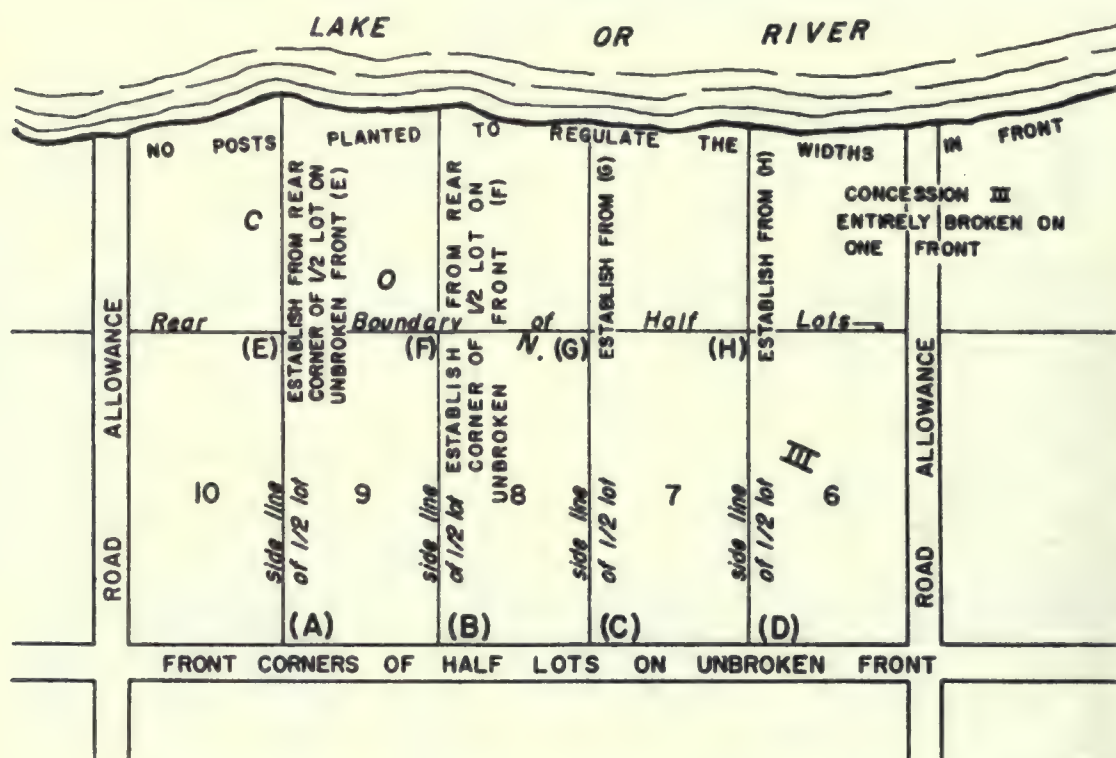 LAKE OR RIVER
NO POSTS PLANTED TO REGULATE THE WIDTHS IN FRONT
CONCESSION III
ENTIRELY BROKEN ON
ONE FRONT
ESTABLISH FROM REAR
CORNER OF 1/2 LOT ON
UNBROKEN FRONT (E)
ESTABLISH FROM REAR
CORNER OF 1/2 LOT ON
UNBROKEN FRONT (F)
ESTABLISH FROM (G)
ESTABLISH FROM (H)
C O N. III
Rear Boundary of Half Lots
(E) (F) (G) (H)
10 9 8 7 6
side line
of 1/2 lot
side line
of 1/2 lot
side line
of 1/2 lot
side line
of 1/2 lot
ROAD ALLOWANCE
ROAD ALLOWANCE
(A) (B) (C) (D)
FRONT CORNERS OF HALF LOTS ON UNBROKEN FRONT